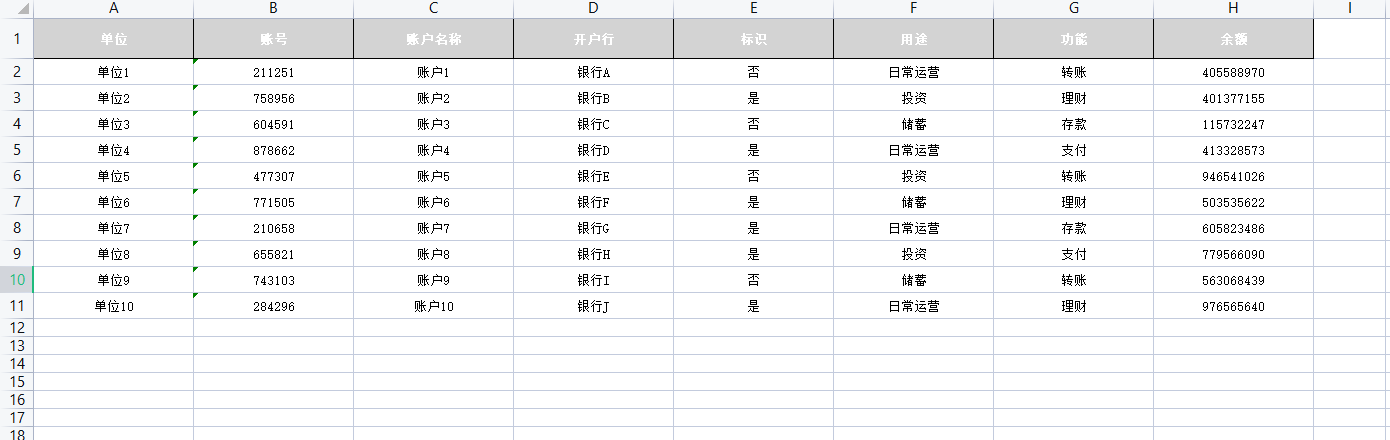 A B C D E F G H I
1 单位 账号 账户名称 开户行 标识 用途 功能 余额
2 单位1 211251 账户1 银行A 否 日常运营 转账 405588970
3 单位2 758956 账户2 银行B 是 投资 理财 401377155
4 单位3 604591 账户3 银行C 否 储蓄 存款 115732247
5 单位4 878662 账户4 银行D 是 日常运营 支付 413328573
6 单位5 477307 账户5 银行E 否 投资 转账 946541026
7 单位6 771505 账户6 银行F 是 储蓄 理财 503535622
8 单位7 210658 账户7 银行G 是 日常运营 存款 605823486
9 单位8 655821 账户8 银行H 是 投资 支付 779566090
10 单位9 743103 账户9 银行I 否 储蓄 转账 563068439
11 单位10 284296 账户10 银行J 是 日常运营 理财 976565640
12
13
14
15
16
17
18